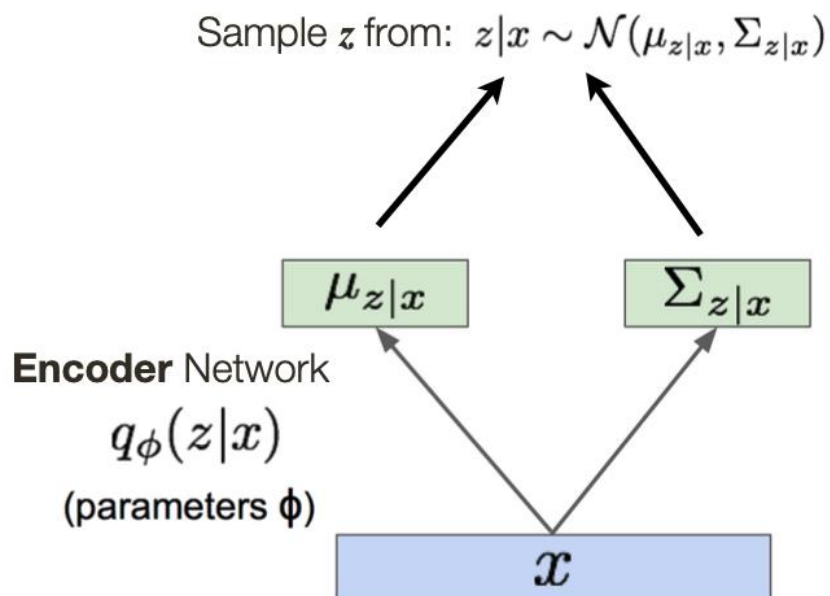 Sample z from: z|x ∼ 𝒩(μ_{z|x}, Σ_{z|x})
μ_{z|x} Σ_{z|x}
Encoder Network
q_ϕ(z|x)
(parameters ϕ)
x